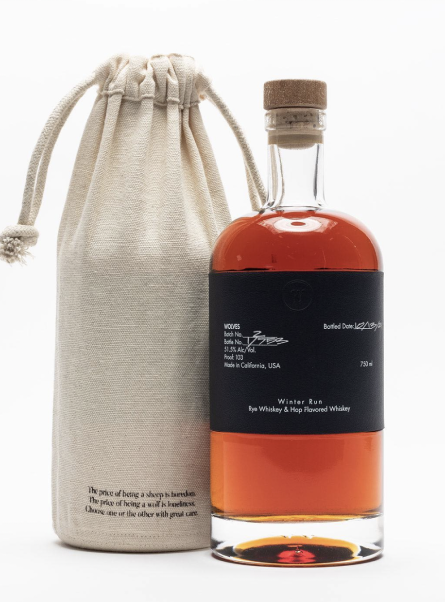 WOLVES
Batch No.
Bottle No.
51.5% Alc/Vol.
Proof: 103
Made in California, USA
Bottled Date:
750 ml
Winter Run
Rye Whiskey & Hop Flavored Whiskey
The price of being a sheep is boredom.
The price of being a wolf is loneliness.
Choose one or the other with great care.